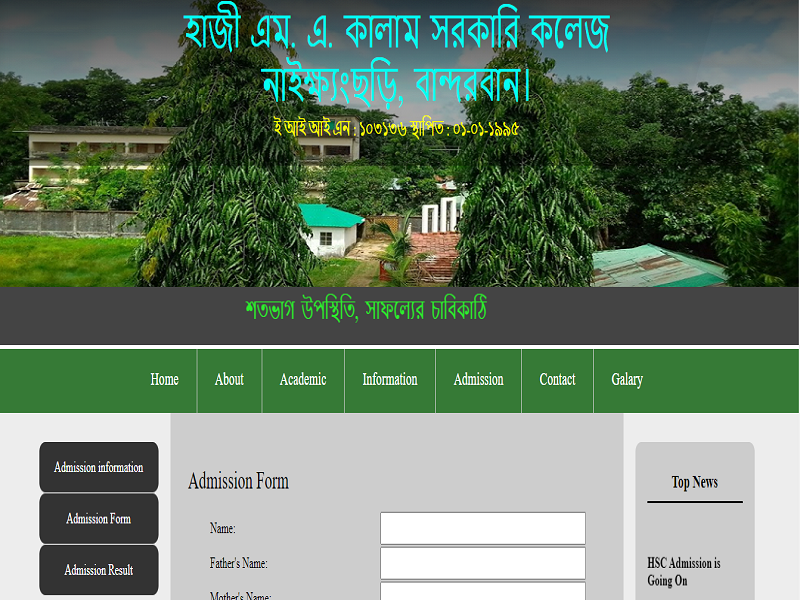 হাজী এম. এ. কালাম সরকারি কলেজ
নাইক্ষ্যংছড়ি, বান্দরবান।
ই আই আই এন : ১০৩১৩৬ স্থাপিত : ০১-০১-১৯৯৫
শতভাগ উপস্থিতি, সাফল্যের চাবিকাঠি
Home About Academic Information Admission Contact Galary
Admission information
Admission Form
Admission Result
Admission Form
Name:
Father's Name:
Mother's Name:
Top News
HSC Admission is
Going On